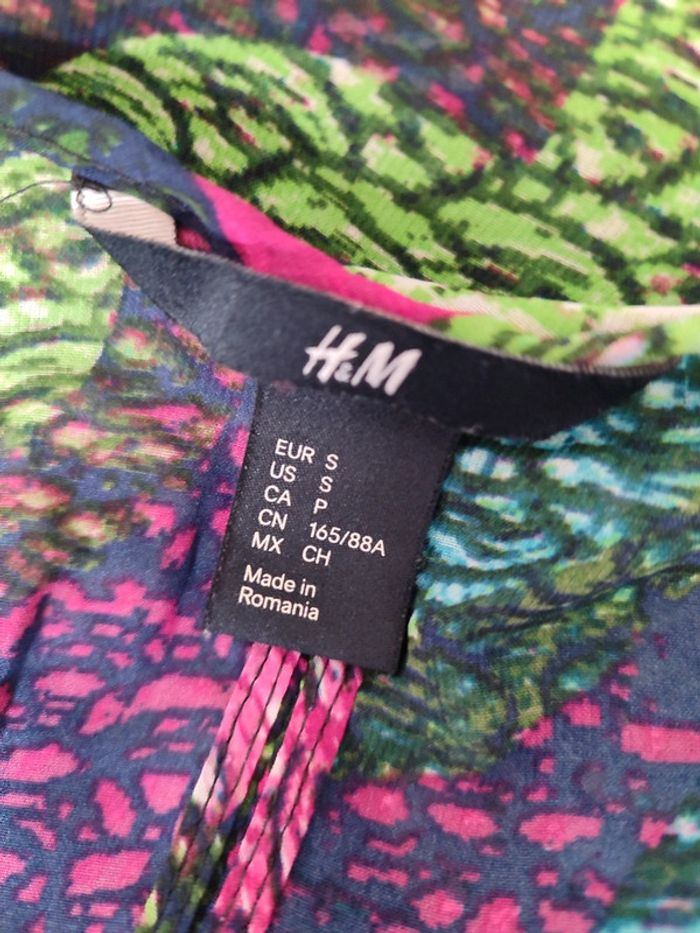 H&M
EUR S
US S
CA P
CN 165/88A
MX CH
Made in
Romania